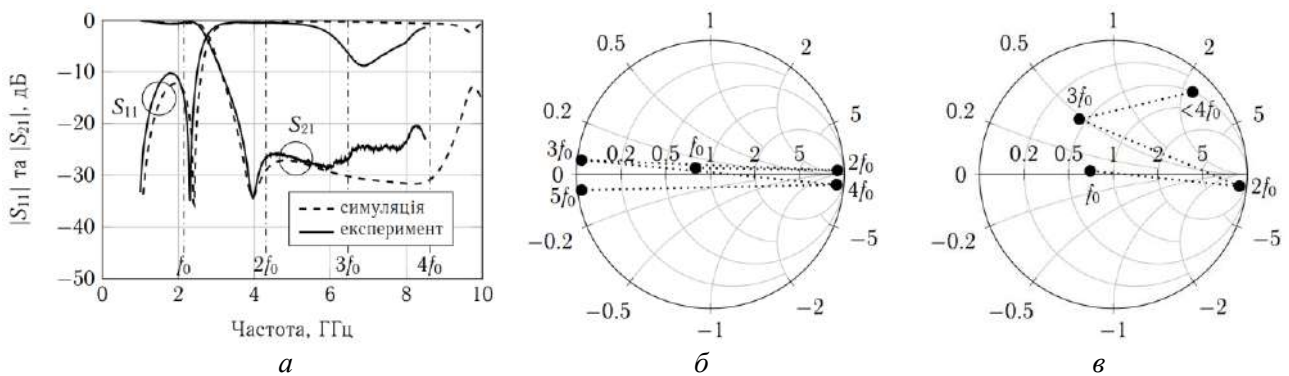 |S11| та |S21|, дБ
0
−10
−20
−30
−40
−50
S11
S21
симуляція
експеримент
f0
2f0
3f0
4f0
0 2 4 6 8 10
Частота, ГГц
а
1
0.5 2
0.2 5
3f0 f0
0.2 0.5 1 2 5 2f0
0
5f0 4f0
−0.2 −5
−0.5 −2
−1
б
1
0.5 2
3f0 <4f0
0.2 5
0.2 0.5 1 2 5
0
f0 2f0
−0.2 −5
−0.5 −2
−1
в